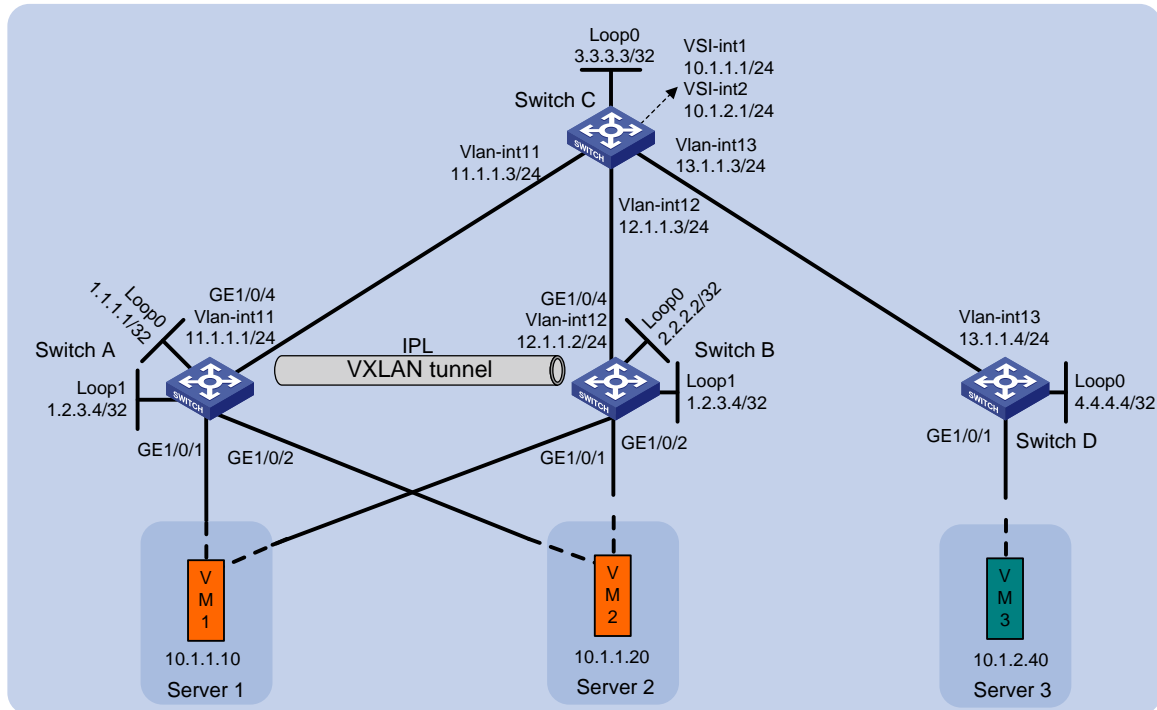 Loop0
3.3.3.3/32
VSI-int1
10.1.1.1/24
VSI-int2
10.1.2.1/24
Switch C
SWITCH
Vlan-int11
11.1.1.3/24
Vlan-int13
13.1.1.3/24
Vlan-int12
12.1.1.3/24
Loop0
1.1.1.1/32
GE1/0/4
Vlan-int11
11.1.1.1/24
Switch A
SWITCH
Loop1
1.2.3.4/32
IPL
VXLAN tunnel
GE1/0/4
Vlan-int12
12.1.1.2/24
Loop0
2.2.2.2/32
Switch B
SWITCH
Loop1
1.2.3.4/32
Vlan-int13
13.1.1.4/24
SWITCH
Loop0
4.4.4.4/32
Switch D
GE1/0/1
GE1/0/2
GE1/0/1
GE1/0/2
GE1/0/1
V
M
1
10.1.1.10
Server 1
V
M
2
10.1.1.20
Server 2
V
M
3
10.1.2.40
Server 3